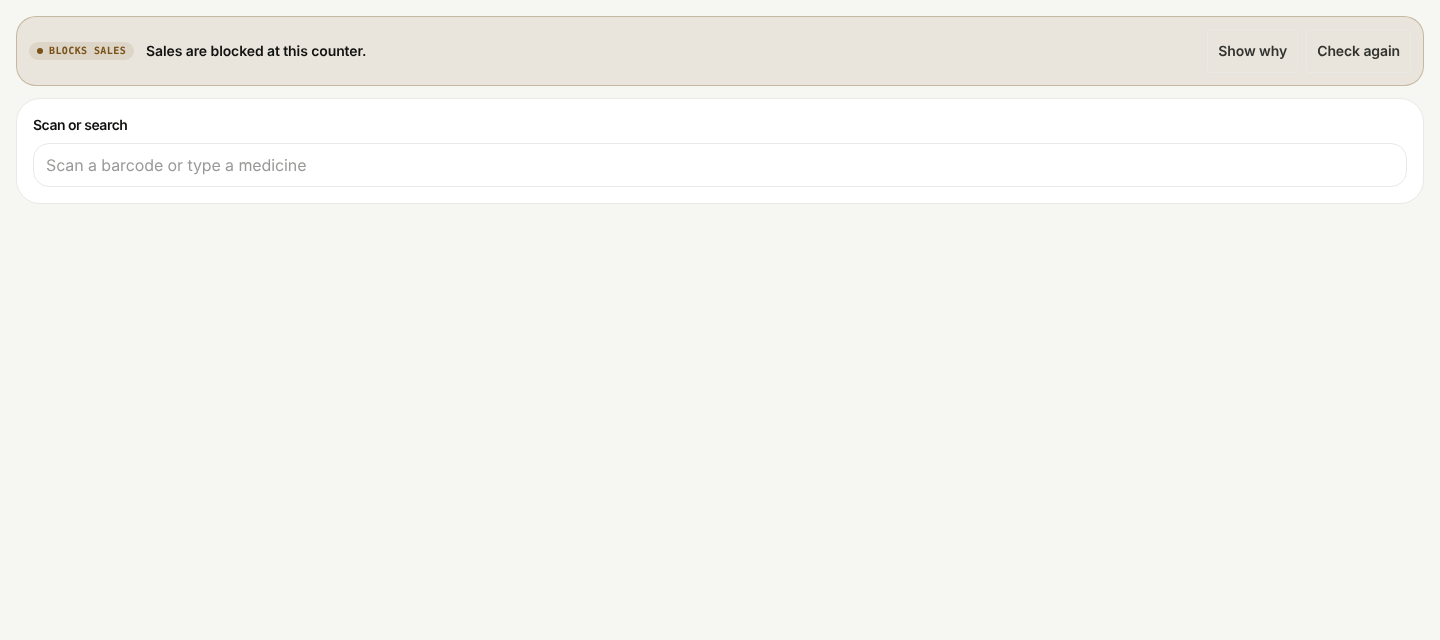 BLOCKS SALES Sales are blocked at this counter. Show why Check again
Scan or search
Scan a barcode or type a medicine